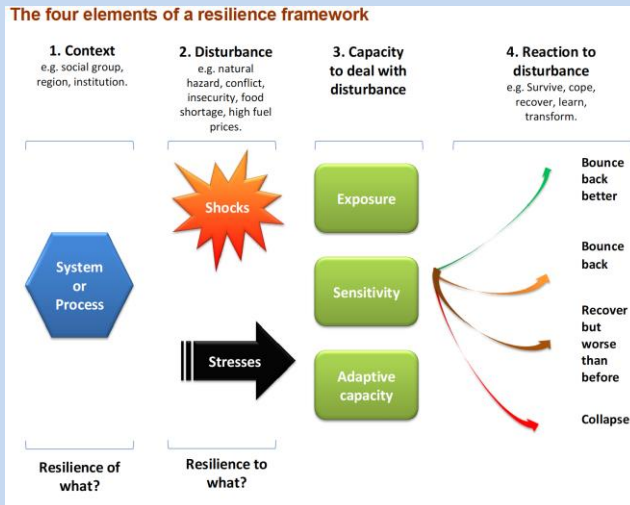 The four elements of a resilience framework
1. Context
e.g. social group,
region, institution.
2. Disturbance
e.g. natural
hazard, conflict,
insecurity, food
shortage, high fuel
prices.
3. Capacity
to deal with
disturbance
4. Reaction to
disturbance
e.g. Survive, cope,
recover, learn,
transform.
System
or
Process
Shocks
Stresses
Exposure
Sensitivity
Adaptive
capacity
Bounce
back
better
Bounce
back
Recover
but
worse
than
before
Collapse
Resilience of
what?
Resilience to
what?